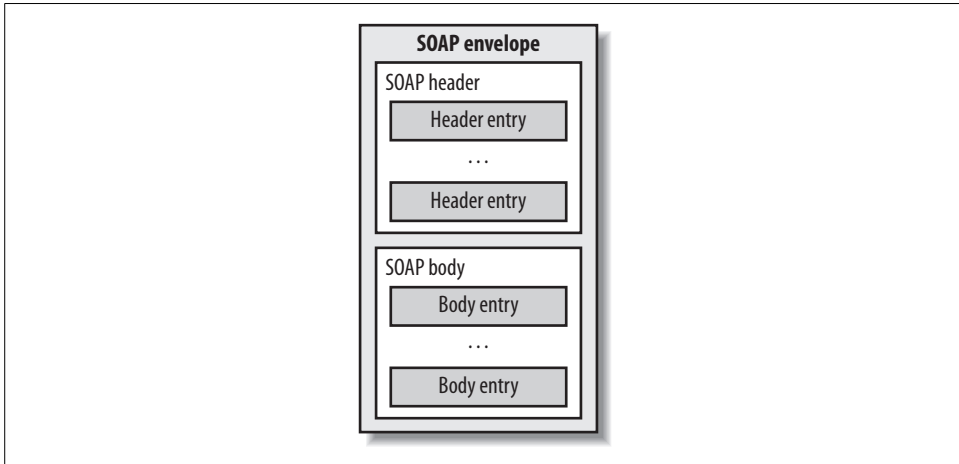 SOAP envelope
SOAP header
Header entry
...
Header entry
SOAP body
Body entry
...
Body entry